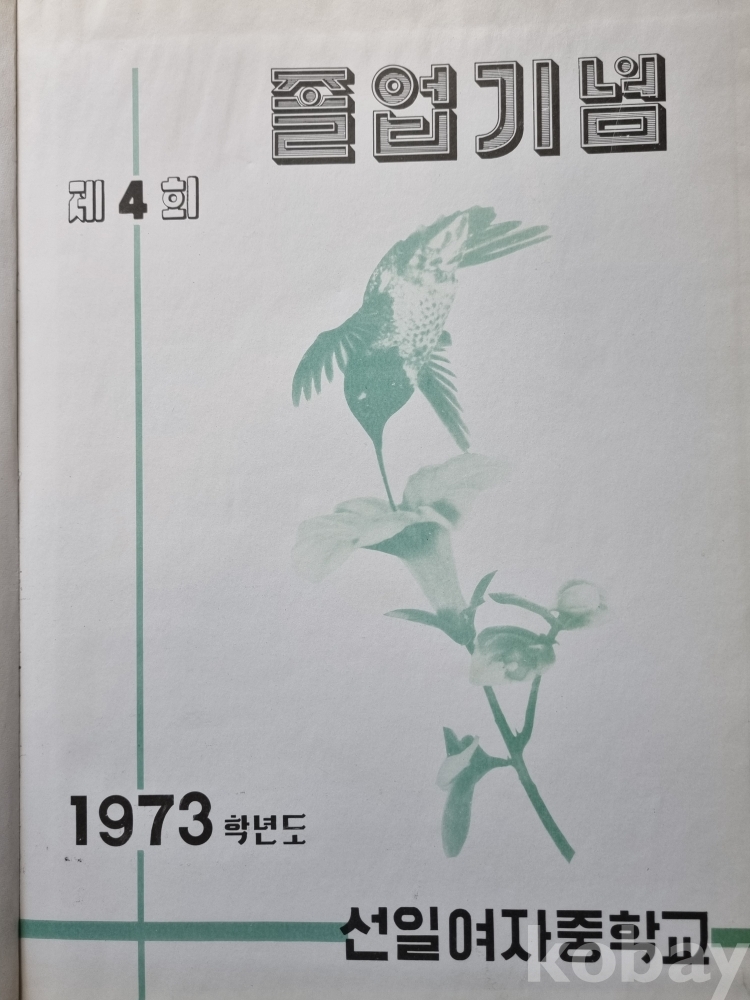 졸업기념
제4회
1973 학년도
선일여자중학교
kobay